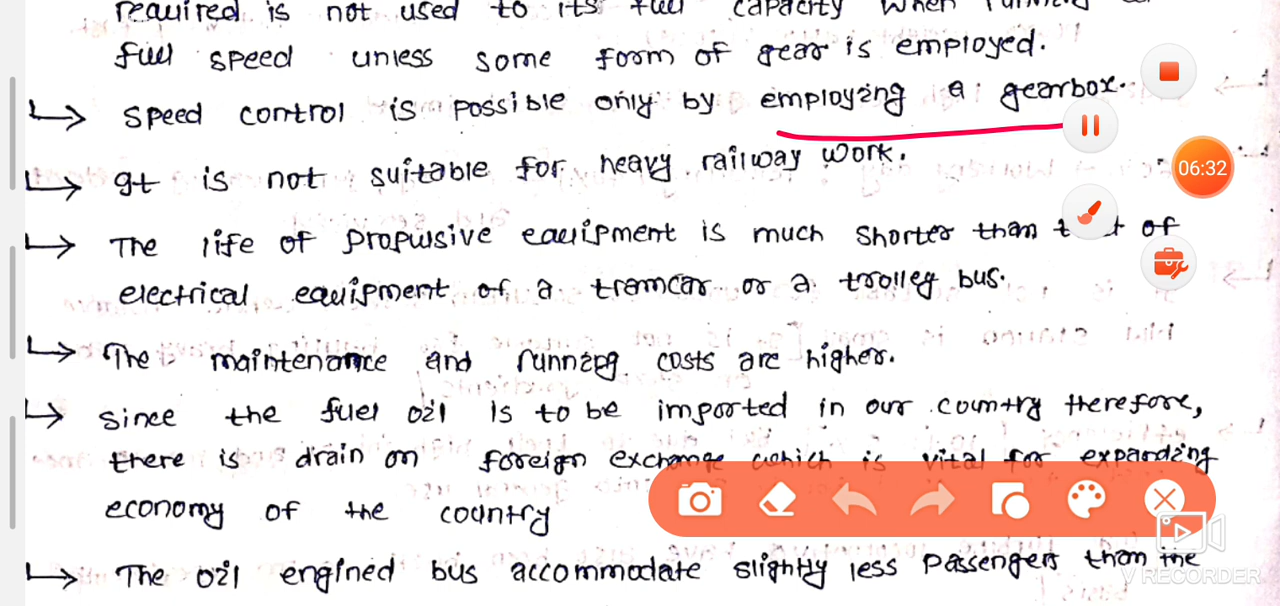 required is not used to its full capacity when
full speed unless some form of gear is employed.
↳ speed control is possible only by employing a gearbox.
06:32
↳ It is not suitable for heavy railway work.
↳ The life of propulsive equipment is much shorter than of
electrical equipment of a tramcar or a trolley bus.
↳ The maintenance and running costs are higher.
↳ since the fuel oil is to be imported in our country therefore,
there is drain on foreign exchange which is vital for expanding
economy of the country
↳ The oil engined bus accommodate slightly less passengers than the
V RECORDER